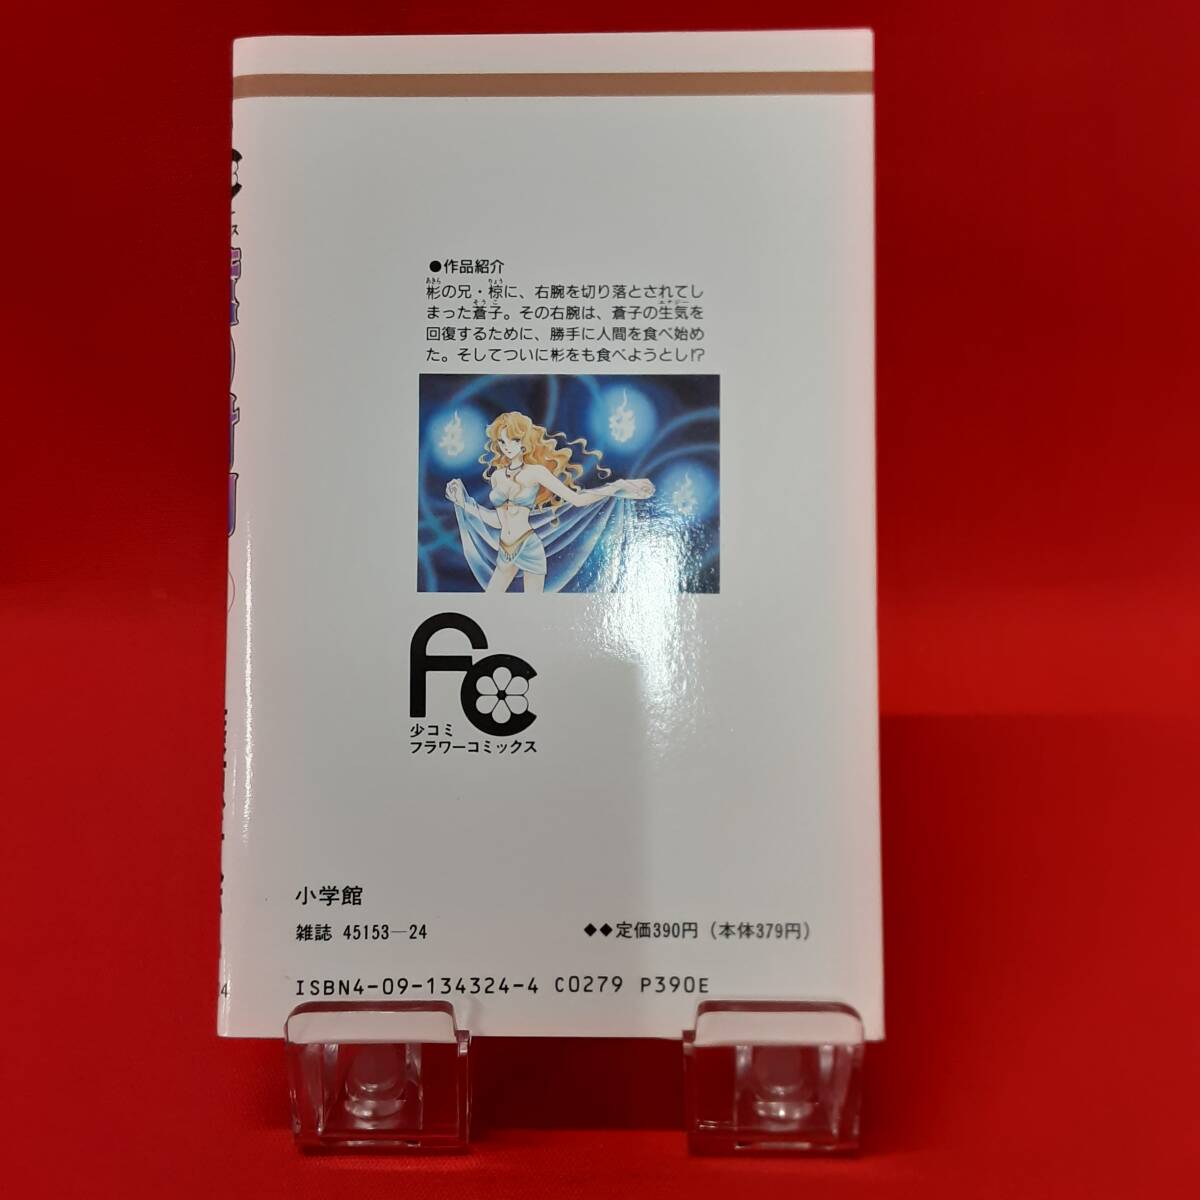 ●作品紹介
彬の兄・椋に、右腕を切り落とされてし
まった蒼子。その右腕は、蒼子の生気を
回復するために、勝手に人間を食べ始め
た。そしてついに彬をも食べようとし!?
FC
少コミ
フラワーコミックス
小学館
雑誌 45153―24
◆◆定価390円（本体379円）
ISBN4-09-134324-4 C0279 P390E